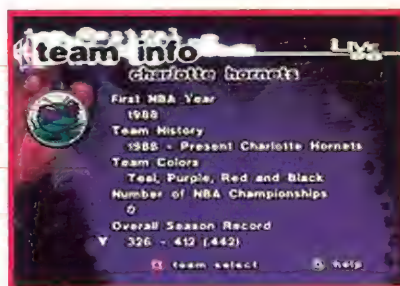 team info
LIVE
charlotte hornets
First NBA Year
1988
Team History
1988 - Present Charlotte Hornets
Team Colors
Teal, Purple, Red and Black
Number of NBA Championships
0
Overall Season Record
326 - 412 (.442)
team select
help